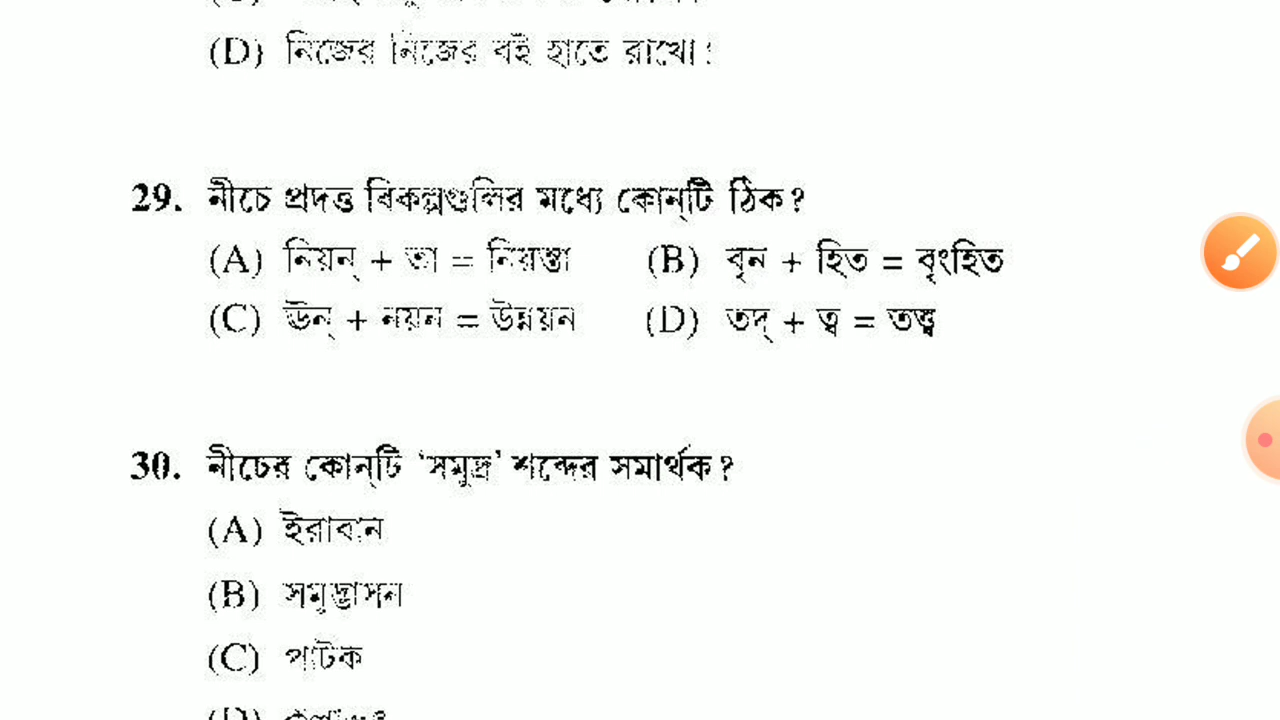 (D) নিজের নিজের বই হাতে রাখো।
29. নীচে প্রদত্ত বিকল্পগুলির মধ্যে কোন্‌টি ঠিক?
(A) নিয়ন্ + তা = নিয়ন্তা (B) বৃন + হিত = বৃংহিত
(C) ঊন্ + নয়ন = উন্নয়ন (D) তদ্ + ত্ব = তত্ত্ব
30. নীচের কোন্‌টি ‘সমুদ্র’ শব্দের সমার্থক?
(A) ইরাবান
(B) সমুদ্ভাসন
(C) পাটক
(D)